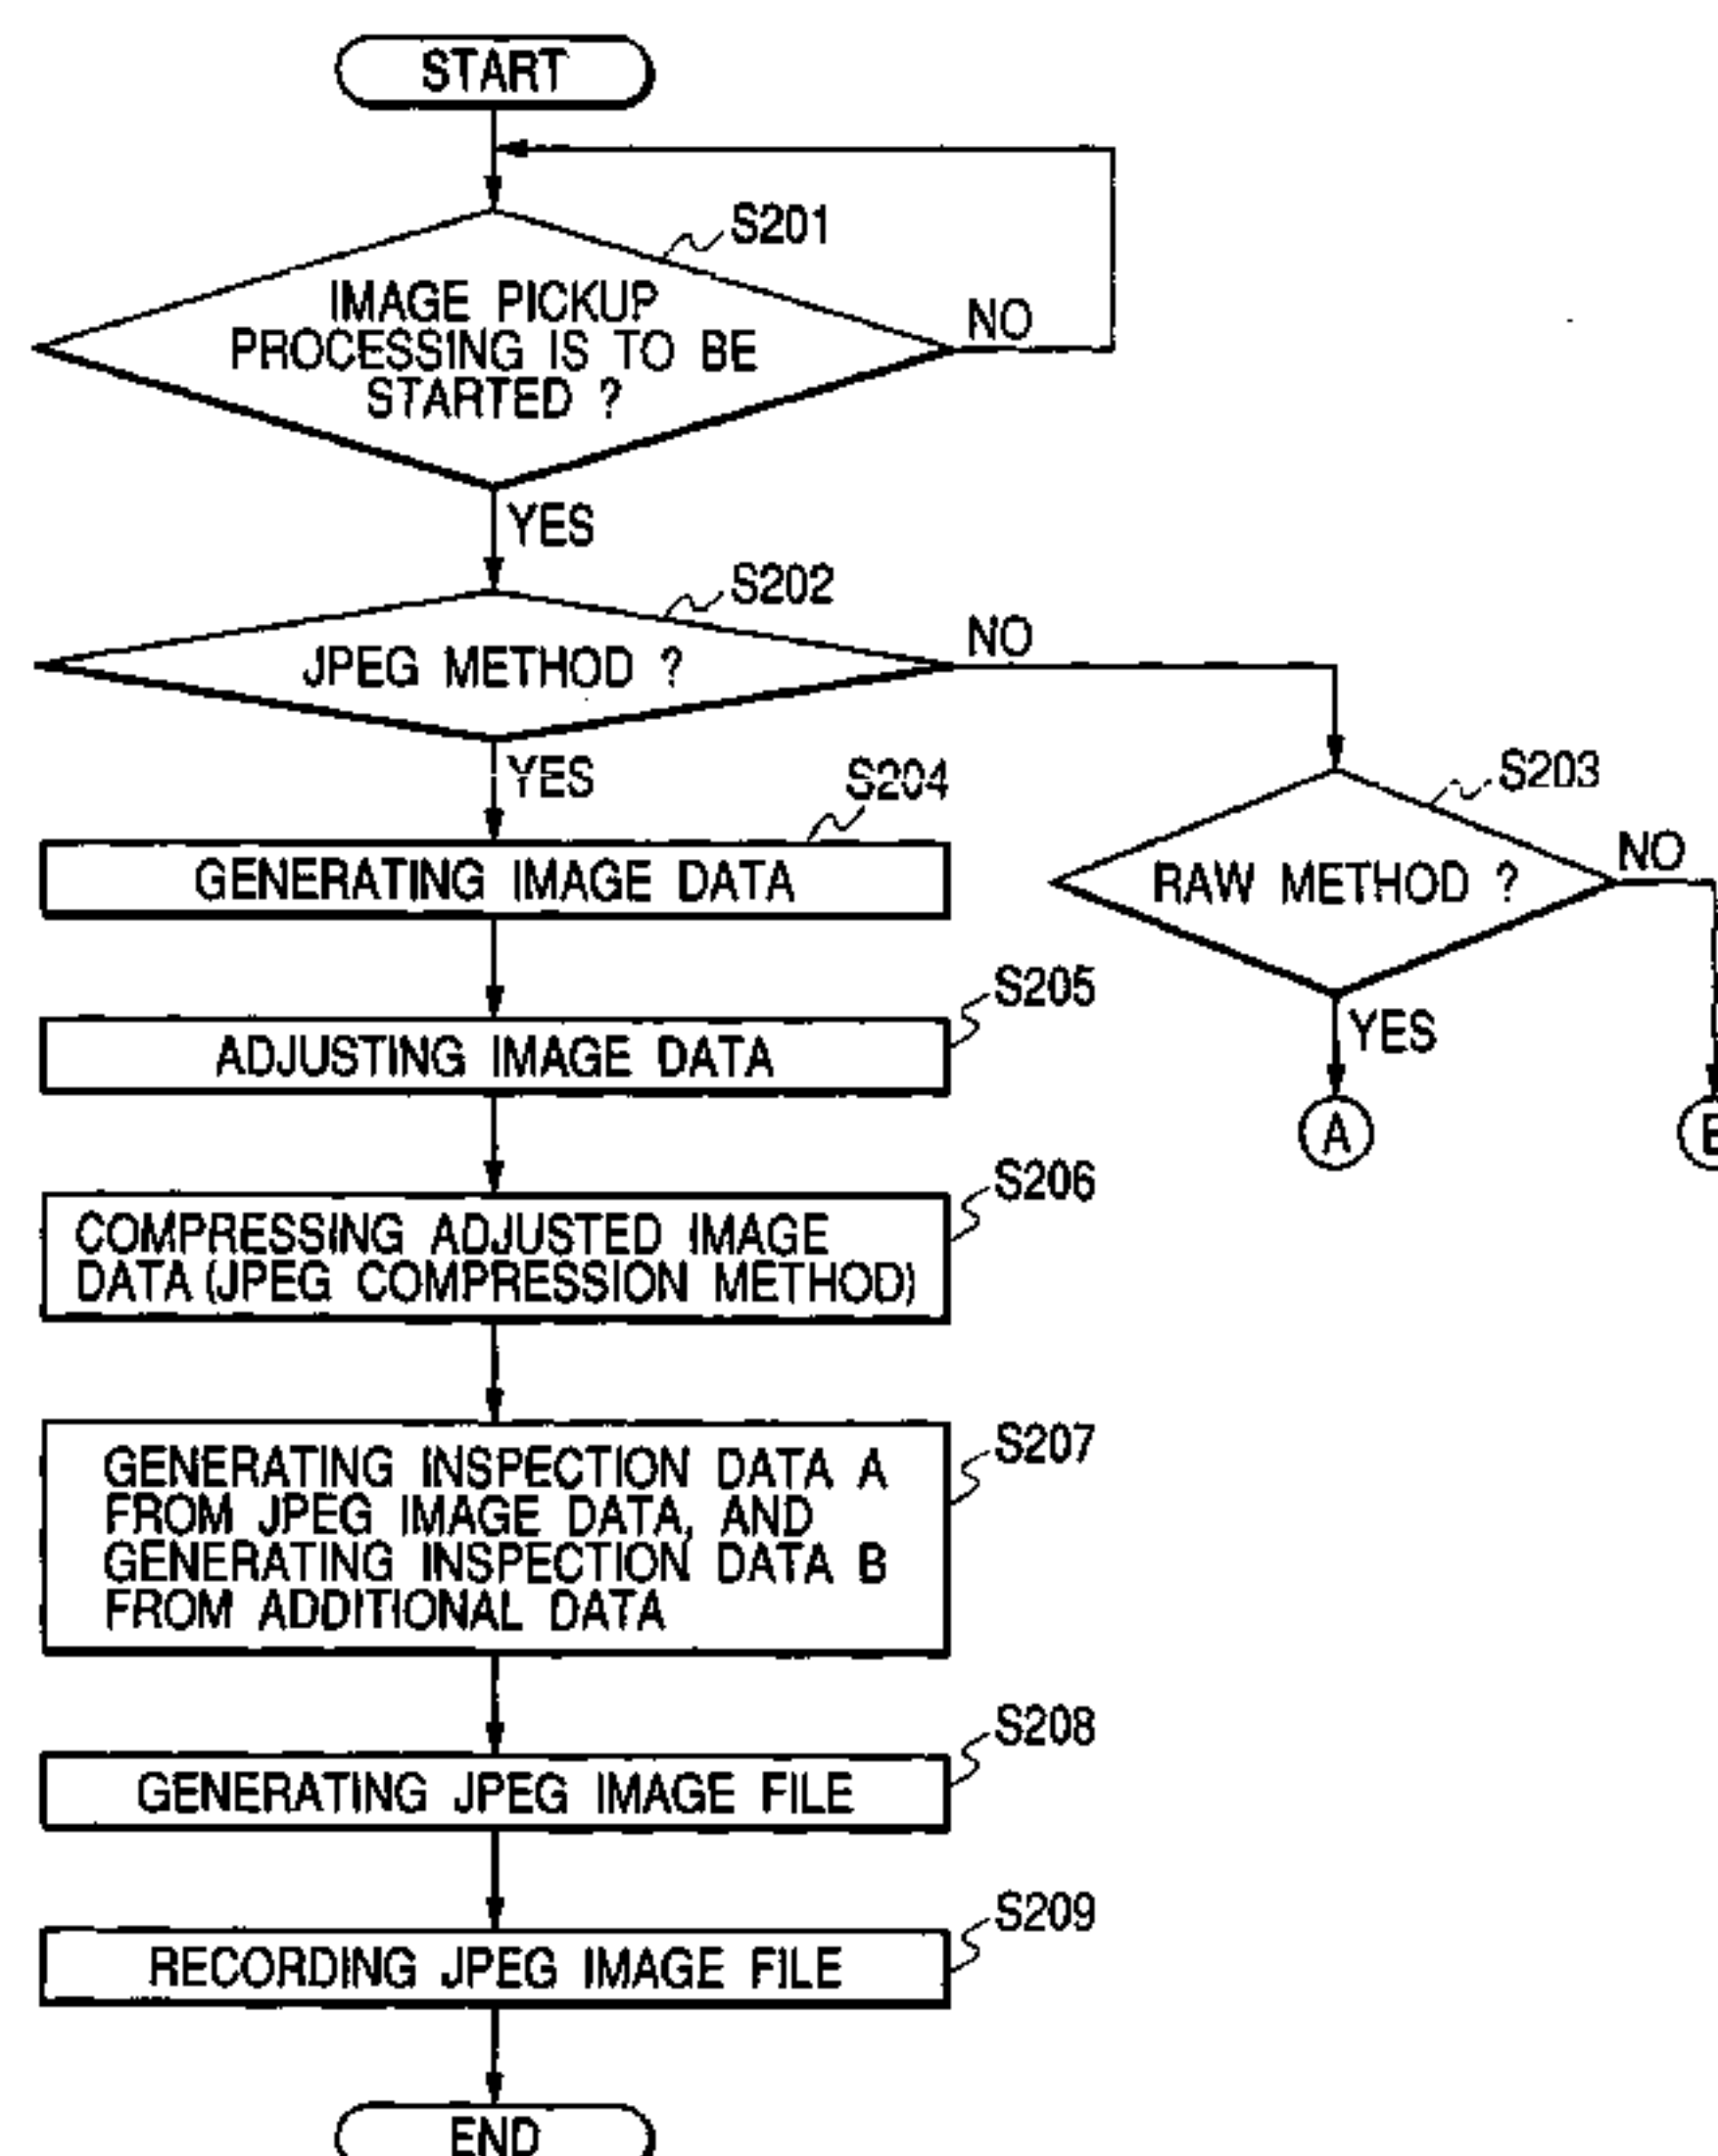 START
S201
IMAGE PICKUP
PROCESSING IS TO BE
STARTED ?
NO
YES
S202
JPEG METHOD ?
NO
YES
S203
RAW METHOD ?
NO
YES
A
S204
GENERATING IMAGE DATA
S205
ADJUSTING IMAGE DATA
S206
COMPRESSING ADJUSTED IMAGE
DATA (JPEG COMPRESSION METHOD)
S207
GENERATING INSPECTION DATA A
FROM JPEG IMAGE DATA, AND
GENERATING INSPECTION DATA B
FROM ADDITIONAL DATA
S208
GENERATING JPEG IMAGE FILE
S209
RECORDING JPEG IMAGE FILE
END